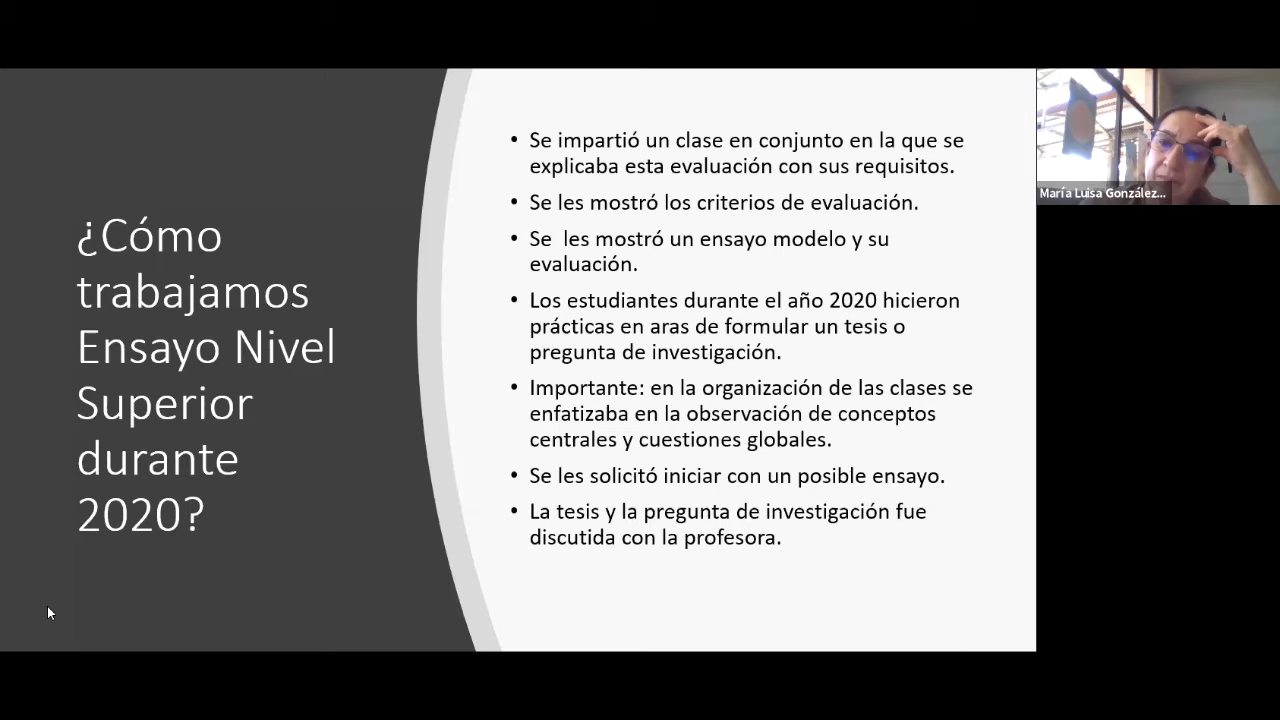 ¿Cómo
trabajamos
Ensayo Nivel
Superior
durante
2020?
• Se impartió un clase en conjunto en la que se
explicaba esta evaluación con sus requisitos.
• Se les mostró los criterios de evaluación.
• Se  les mostró un ensayo modelo y su
evaluación.
• Los estudiantes durante el año 2020 hicieron
prácticas en aras de formular un tesis o
pregunta de investigación.
• Importante: en la organización de las clases se
enfatizaba en la observación de conceptos
centrales y cuestiones globales.
• Se les solicitó iniciar con un posible ensayo.
• La tesis y la pregunta de investigación fue
discutida con la profesora.
María Luisa González...